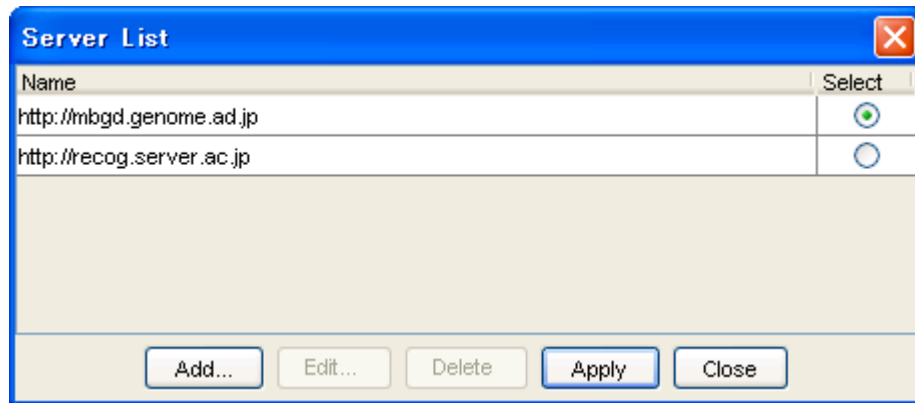 Server List
Name Select
http://mbgd.genome.ad.jp
http://recog.server.ac.jp
Add... Edit... Delete Apply Close